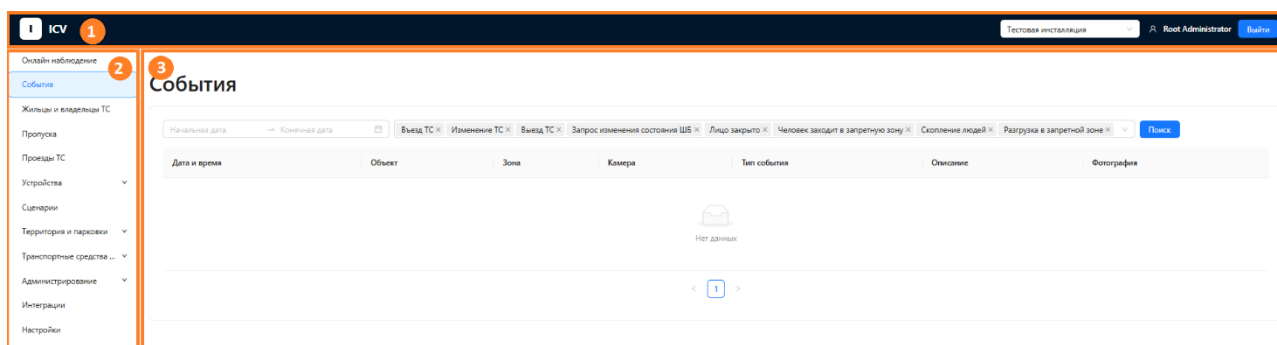 I ICV 1 Тестовая инсталляция Root Administrator Выйти
Онлайн наблюдение 2 3
События
Жильцы и владельцы ТС
Пропуска
Проезды ТС
Устройства
Сценарии
Территория и парковки
Транспортные средства ...
Администрирование
Интеграции
Настройки
События
Начальная дата Конечная дата Въезд ТС × Изменение ТС × Выезд ТС × Запрос изменения состояния ШБ × Лицо закрыто × Человек заходит в запретную зону × Скопление людей × Разгрузка в запретной зоне × Поиск
Дата и время Объект Зона Камера Тип события Описание Фотография
Нет данных
< 1 >